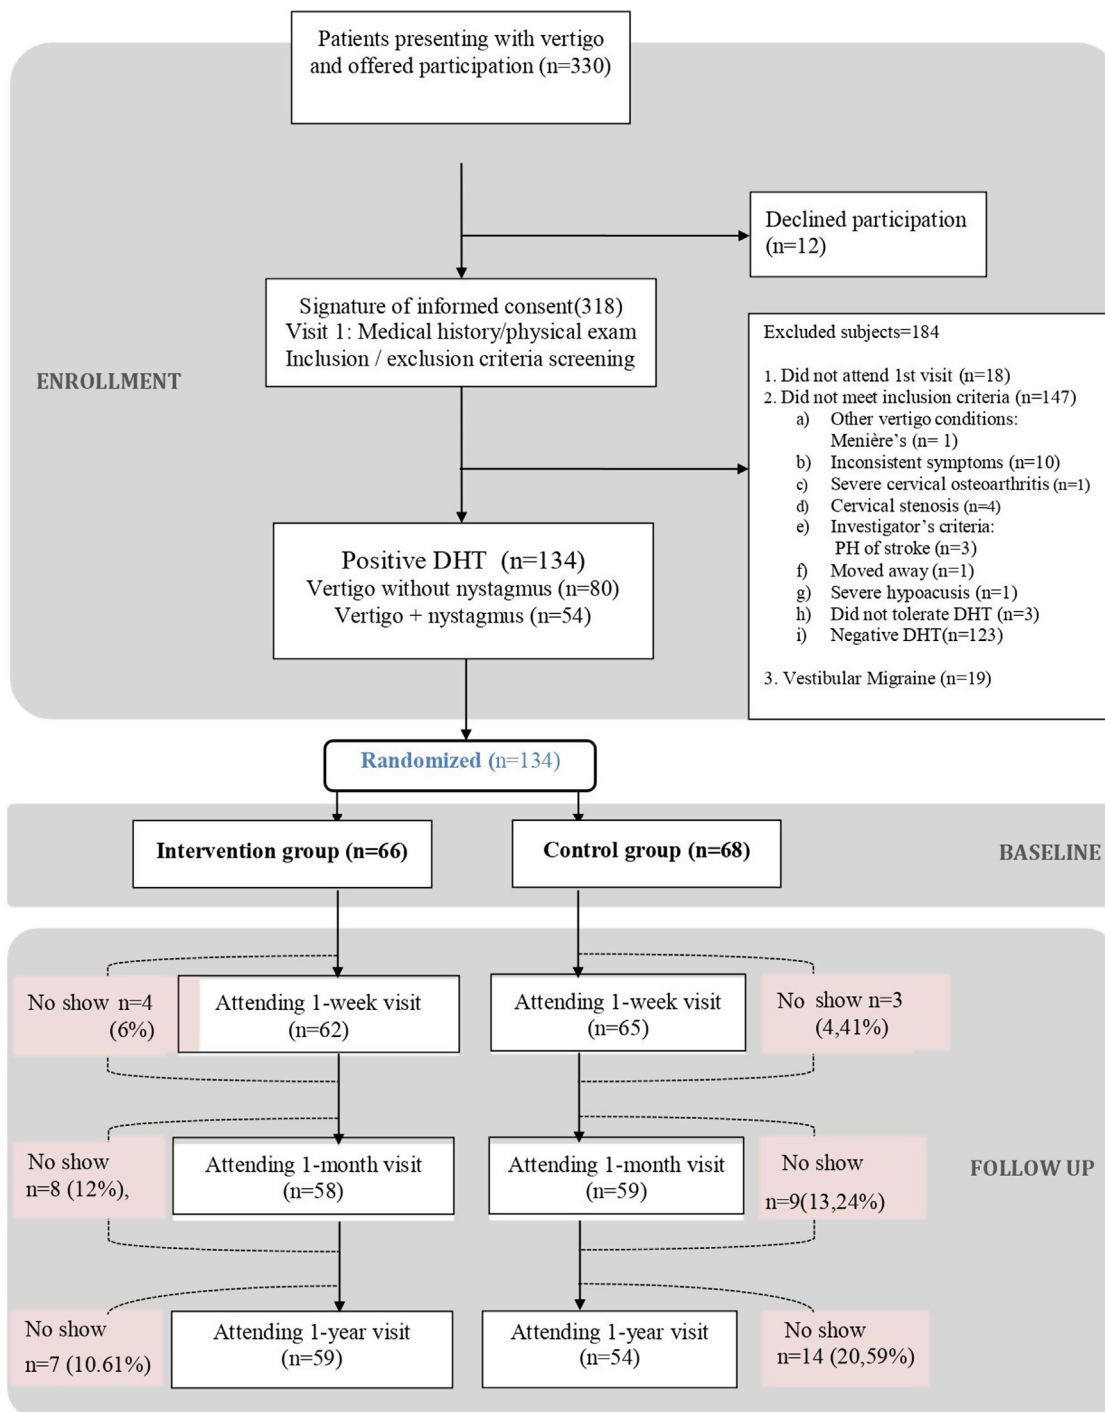 Patients presenting with vertigo
and offered participation (n=330)
Declined participation
(n=12)
Signature of informed consent(318)
Visit 1: Medical history/physical exam
Inclusion / exclusion criteria screening
ENROLLMENT
Excluded subjects=184
1. Did not attend 1st visit (n=18)
2. Did not meet inclusion criteria (n=147)
a) Other vertigo conditions:
Menière’s (n= 1)
b) Inconsistent symptoms (n=10)
c) Severe cervical osteoarthritis (n=1)
d) Cervical stenosis (n=4)
e) Investigator’s criteria:
PH of stroke (n=3)
f) Moved away (n=1)
g) Severe hypoacusis (n=1)
h) Did not tolerate DHT (n=3)
i) Negative DHT(n=123)
3. Vestibular Migraine (n=19)
Positive DHT (n=134)
Vertigo without nystagmus (n=80)
Vertigo + nystagmus (n=54)
Randomized (n=134)
Intervention group (n=66)
Control group (n=68)
BASELINE
No show n=4
(6%)
Attending 1-week visit
(n=62)
Attending 1-week visit
(n=65)
No show n=3
(4,41%)
No show
n=8 (12%),
Attending 1-month visit
(n=58)
Attending 1-month visit
(n=59)
No show
n=9(13,24%)
FOLLOW UP
No show
n=7 (10.61%)
Attending 1-year visit
(n=59)
Attending 1-year visit
(n=54)
No show
n=14 (20,59%)